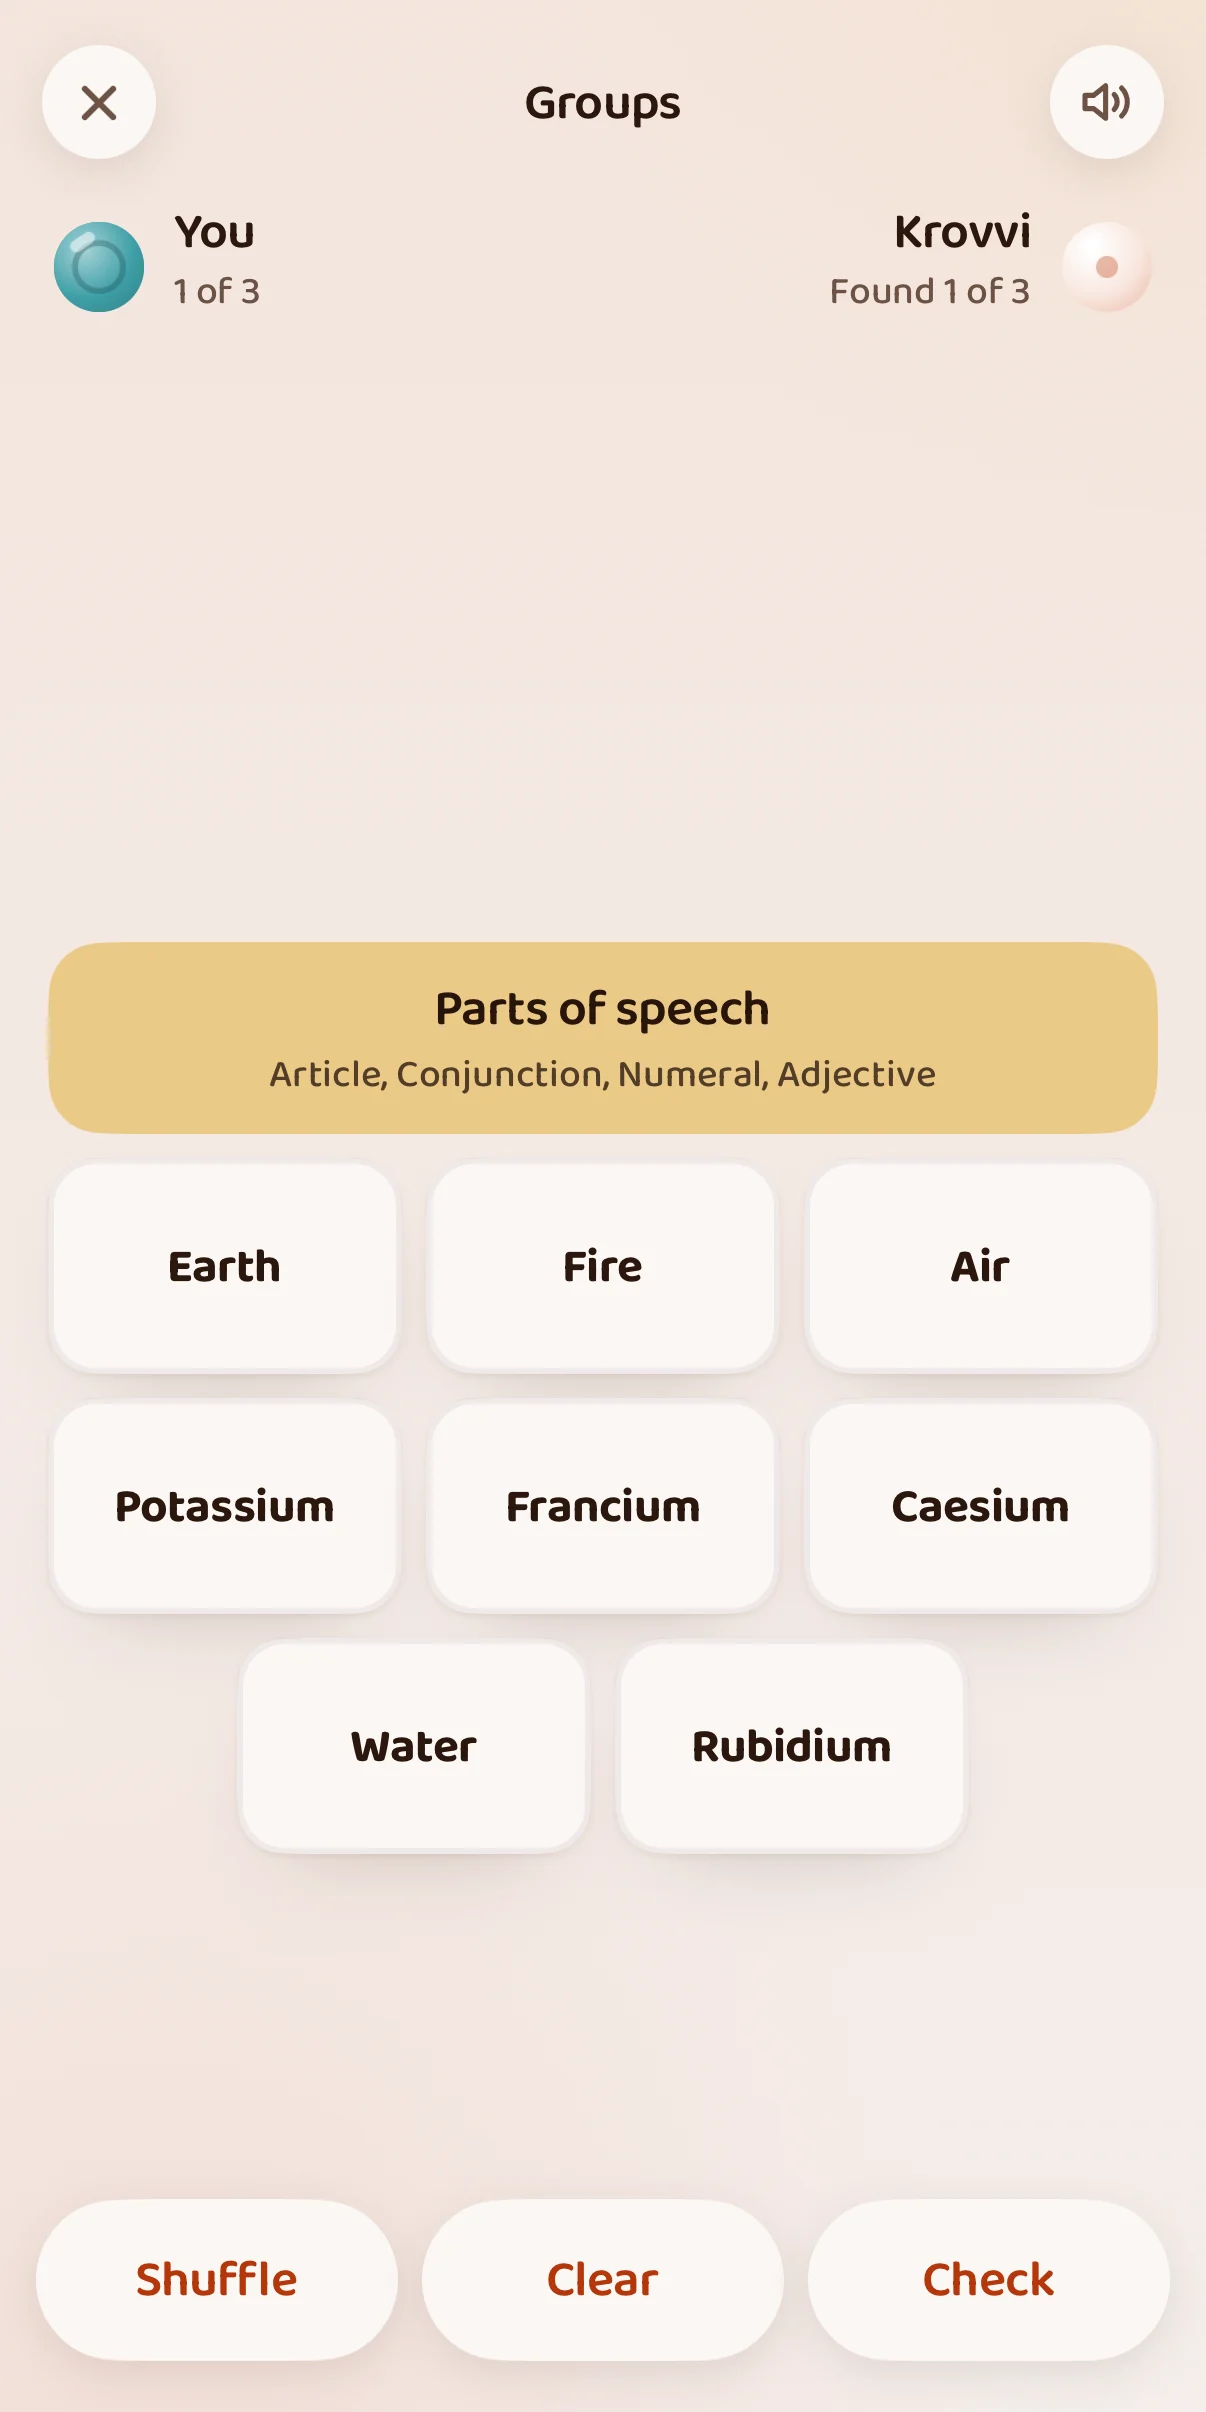 Groups
You
1 of 3
Krovvi
Found 1 of 3
Parts of speech
Article, Conjunction, Numeral, Adjective
Earth
Fire
Air
Potassium
Francium
Caesium
Water
Rubidium
Shuffle
Clear
Check